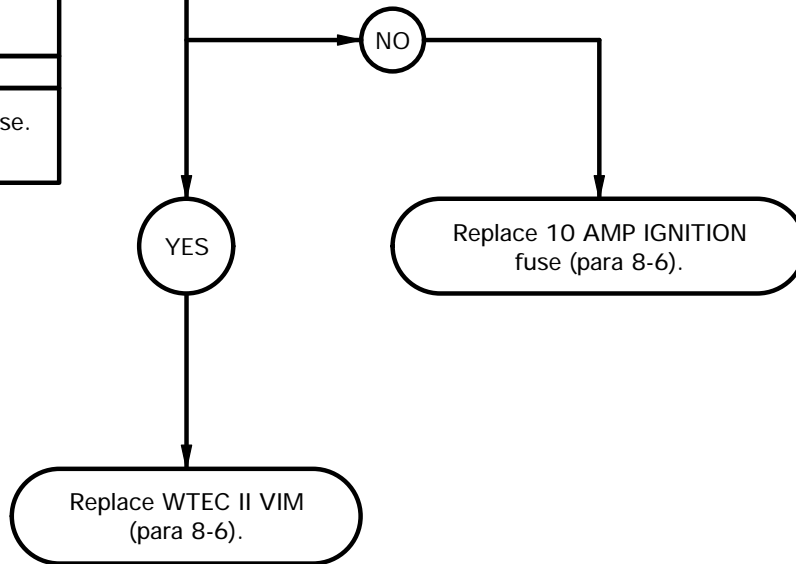 NO
se.
YES
Replace 10 AMP IGNITION
fuse (para 8-6).
Replace WTEC II VIM
(para 8-6).